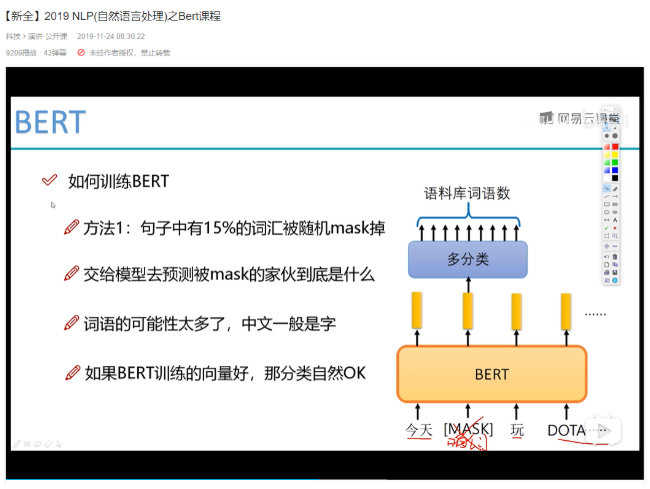 【新全】2019 NLP(自然语言处理)之Bert课程
科技 > 演讲·公开课 2019-11-24 08:30:22
9206播放 · 43弹幕 未经作者授权，禁止转载
BERT
网易云课堂
如何训练BERT
方法1：句子中有15%的词汇被随机mask掉
交给模型去预测被mask的家伙到底是什么
词语的可能性太多了，中文一般是字
如果BERT训练的向量好，那分类自然OK
语料库词语数
多分类
......
BERT
今天 [MASK] 玩 DOTA ......